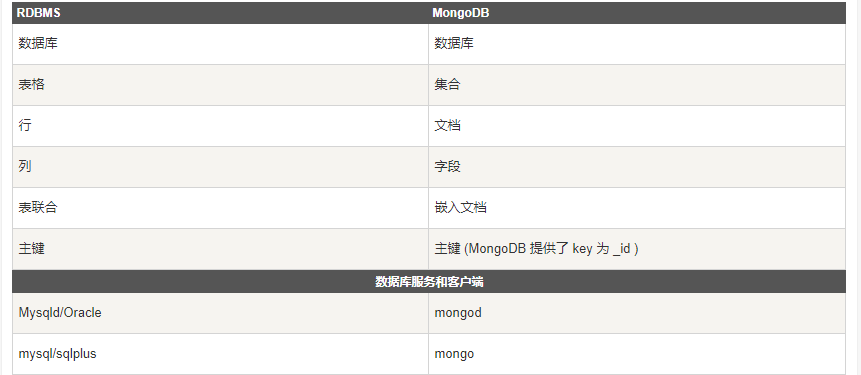 RDBMS MongoDB
数据库 数据库
表格 集合
行 文档
列 字段
表联合 嵌入文档
主键 主键 (MongoDB 提供了 key 为 _id )
数据库服务和客户端
Mysqld/Oracle mongod
mysql/sqlplus mongo